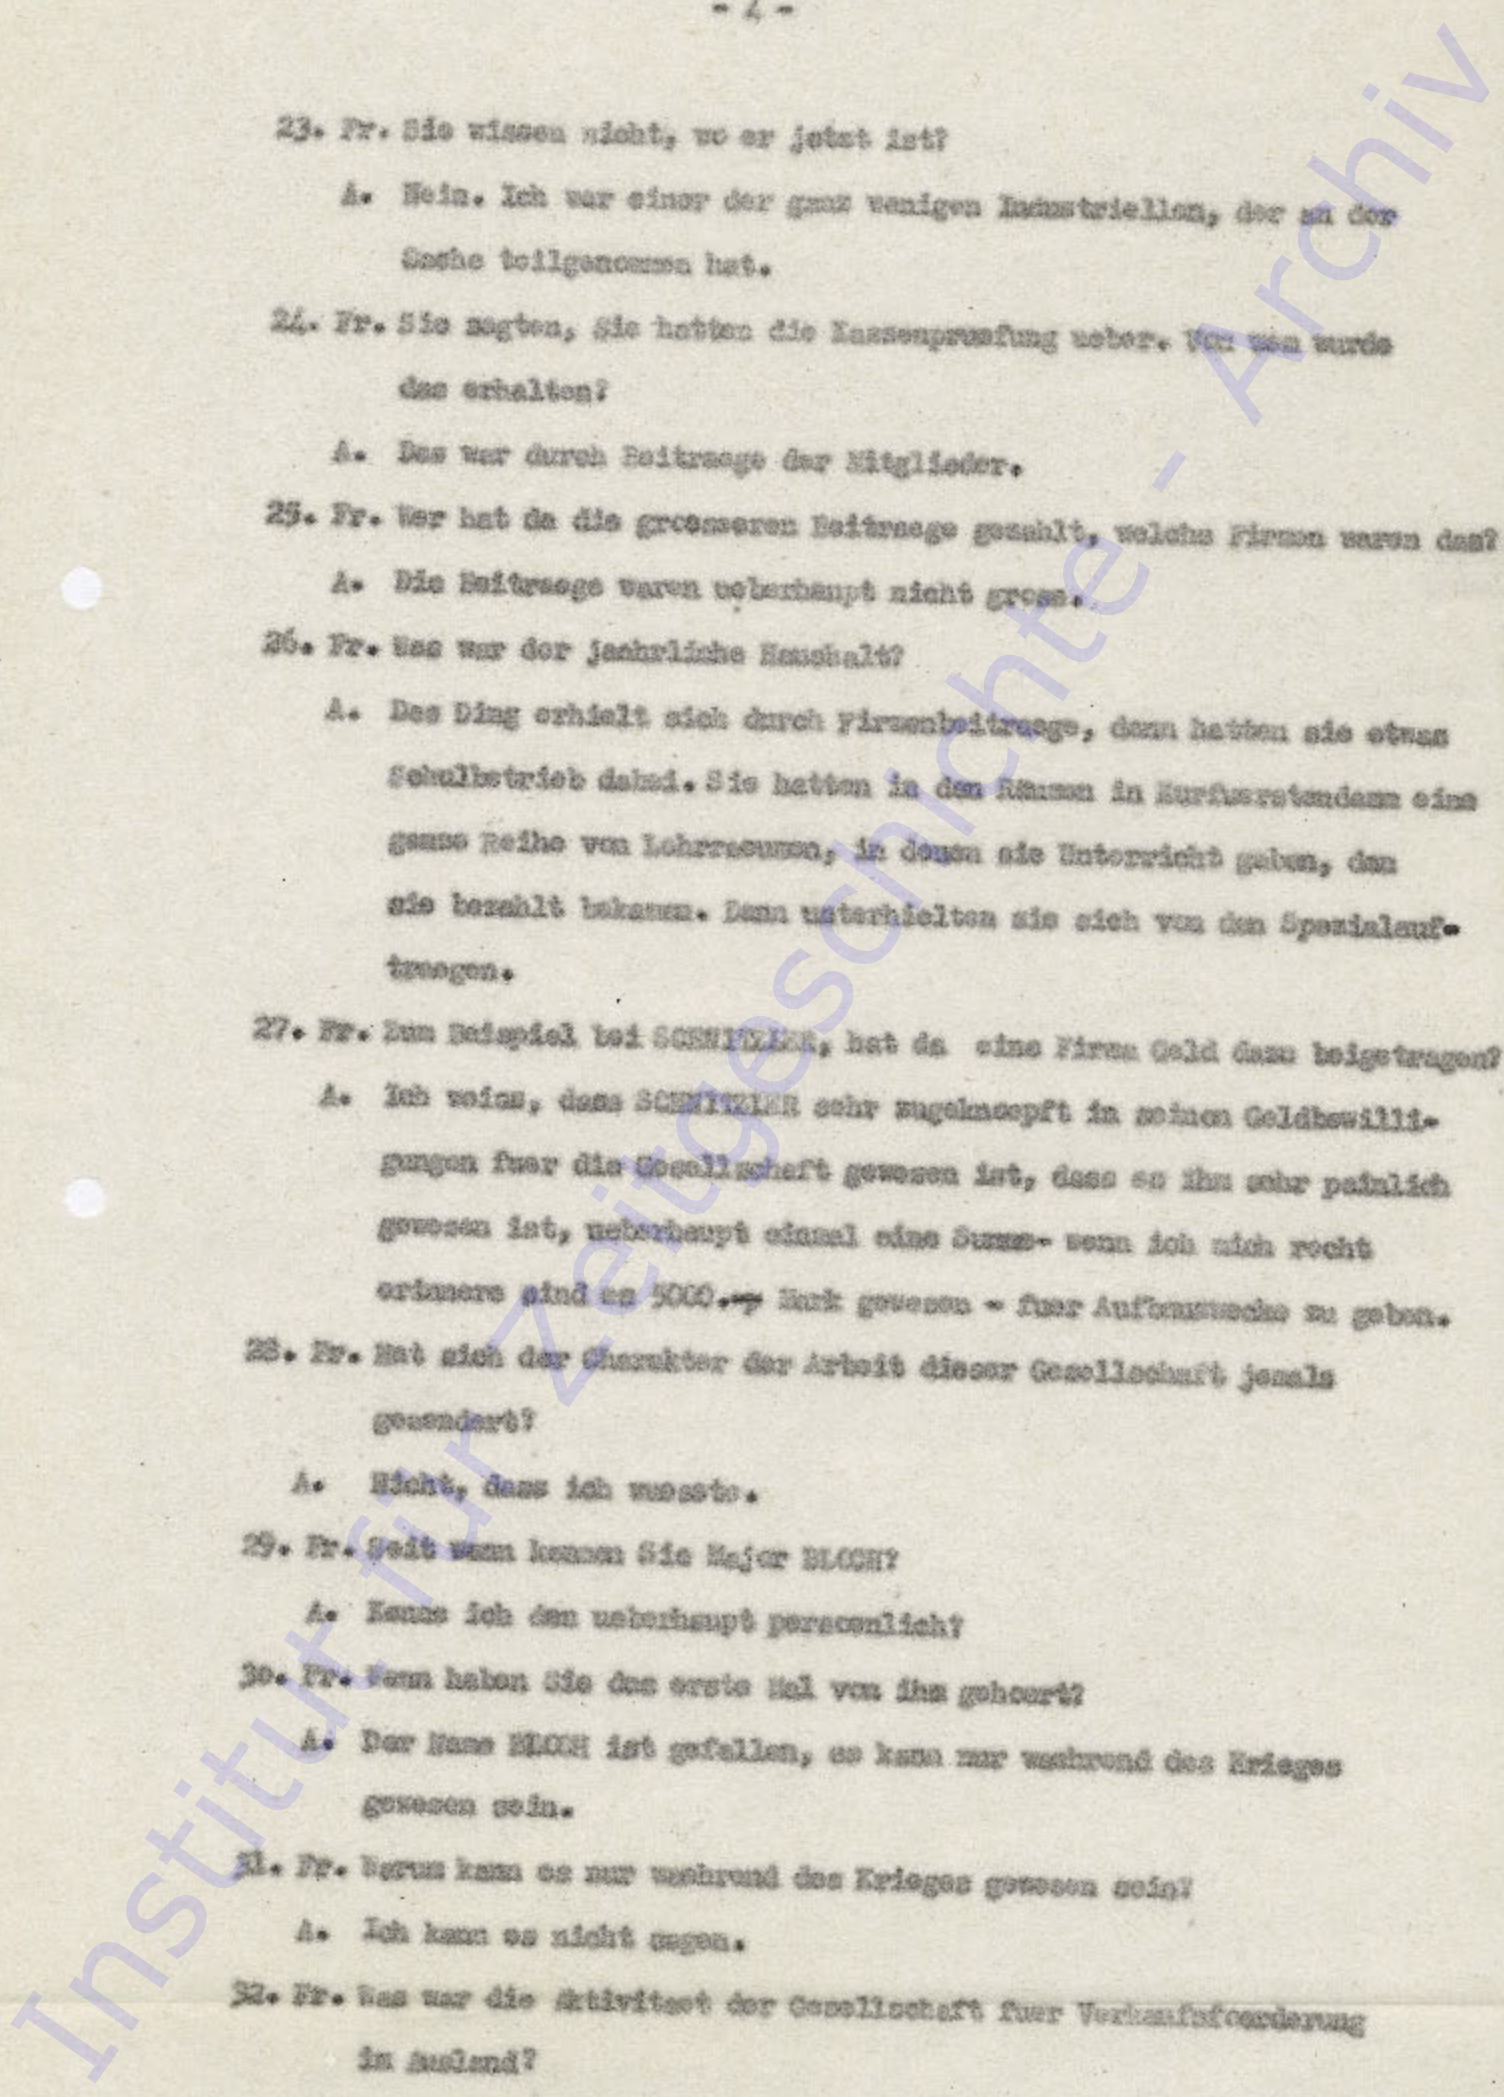 - 4 -
23. Fr. Sie wissen nicht, wo er jetzt ist?
A. Nein. Ich war einer der ganz wenigen Industriellen, der an der
Sache teilgenommen hat.
24. Fr. Sie sagten, Sie hatten die Kassenpruefung ueber. Von wem wurde
das erhalten?
A. Das war durch Beitraege der Mitglieder.
25. Fr. Wer hat da die groesseren Beitraege gezahlt, welche Firmen waren das?
A. Die Beitraege waren ueberhaupt nicht gross.
26. Fr. Was war der jaehrliche Haushalt?
A. Das Ding erhielt sich durch Firmenbeitraege, dann hatten sie etwas
Schulbetrieb dabei. Sie hatten in den Räumen in Kurfuerstendamm eine
ganze Reihe von Lehrraeumen, in denen sie Unterricht gaben, den
sie bezahlt bekamen. Dann unterhielten sie sich von den Spezialauf-
traegen.
27. Fr. Zum Beispiel bei SCHNITZLER, hat da eine Firma Geld dazu beigetragen?
A. Ich weiss, dass SCHNITZLER sehr zugeknoepft in seinen Geldbewilli-
gungen fuer die Gesellschaft gewesen ist, dass es ihm sehr peinlich
gewesen ist, ueberhaupt einmal eine Summe- wenn ich mich recht
erinnere sind es 5000.-- Mark gewesen - fuer Aufbauzwecke zu geben.
28. Fr. Hat sich der Charakter der Arbeit dieser Gesellschaft jemals
geaendert?
A. Nicht, dass ich wuesste.
29. Fr. Seit wann kennen Sie Major BLOCH?
A. Kenne ich den ueberhaupt persoenlich?
30. Fr. Wann haben Sie das erste Mal von ihm gehoert?
A. Der Name BLOCH ist gefallen, es kann nur waehrend des Krieges
gewesen sein.
31. Fr. Warum kann es nur waehrend des Krieges gewesen sein?
A. Ich kann es nicht sagen.
32. Fr. Was war die Aktivitaet der Gesellschaft fuer Verkaufsfoerderung
im Ausland?
Institut für Zeitgeschichte - Archiv